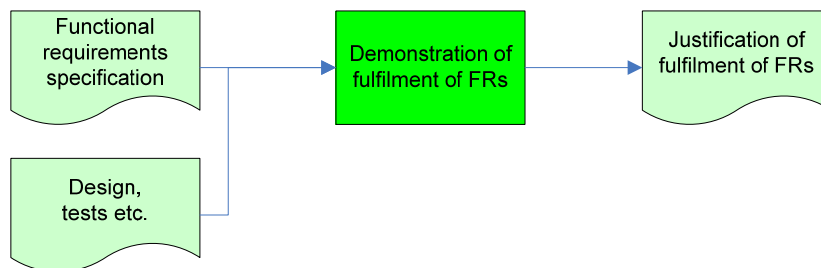 Functional
requirements
specification
Demonstration of
fulfilment of FRs
Justification of
fulfilment of FRs
Design,
tests etc.